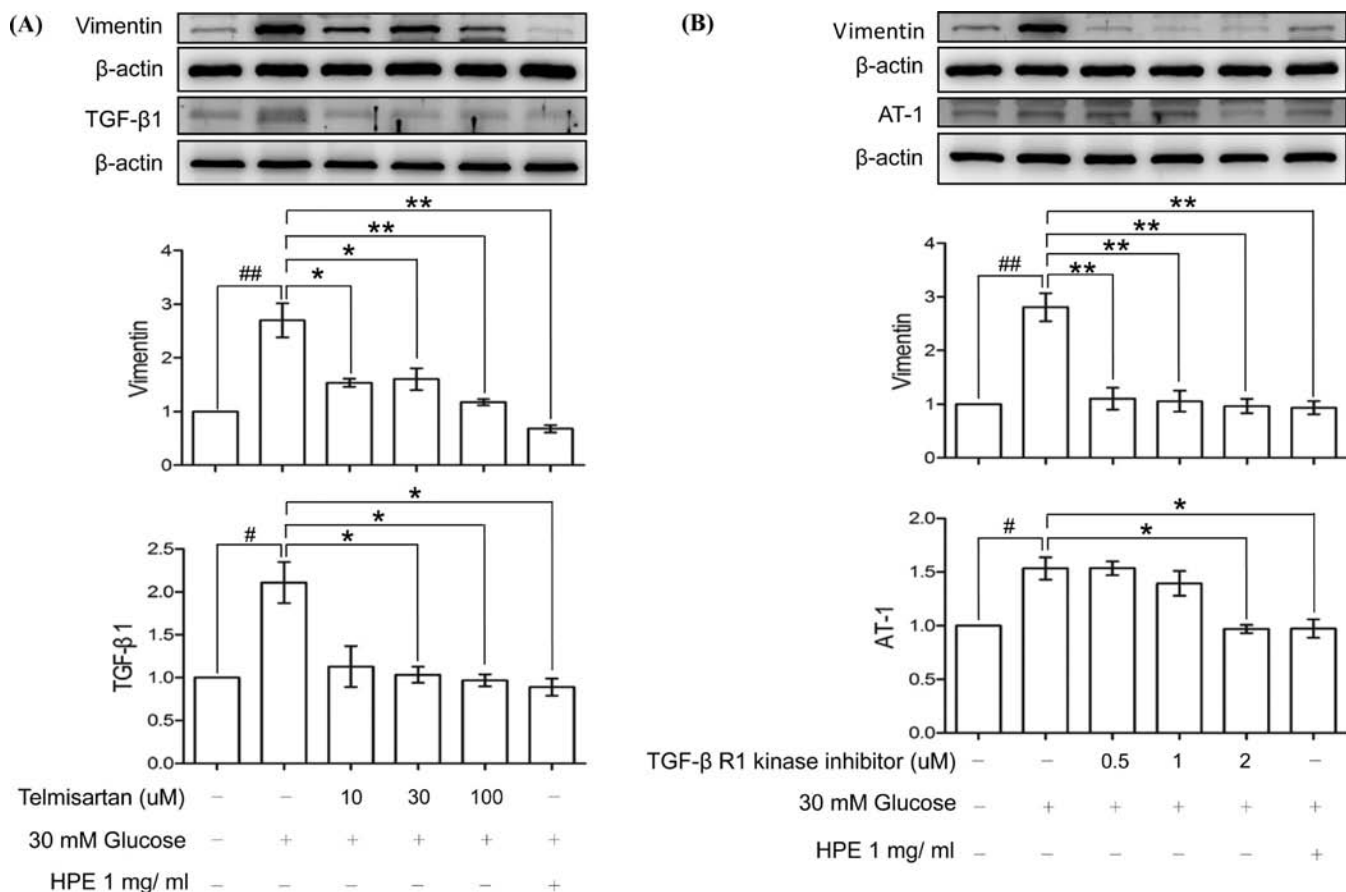 (A)
Vimentin
β-actin
TGF-β1
β-actin
**
**
*
*
##
4
3
2
1
0
Vimentin
*
*
*
#
2.5
2.0
1.5
1.0
0.5
0.0
TGF-β 1
Telmisartan (uM) – – 10 30 100 –
30 mM Glucose – + + + + +
HPE 1 mg/ ml – – – – – +
(B)
Vimentin
β-actin
AT-1
β-actin
**
**
**
**
##
4
3
2
1
0
Vimentin
*
*
#
2.0
1.5
1.0
0.5
0.0
AT-1
TGF-β R1 kinase inhibitor (uM) – – 0.5 1 2 –
30 mM Glucose – + + + + +
HPE 1 mg/ ml – – – – – +